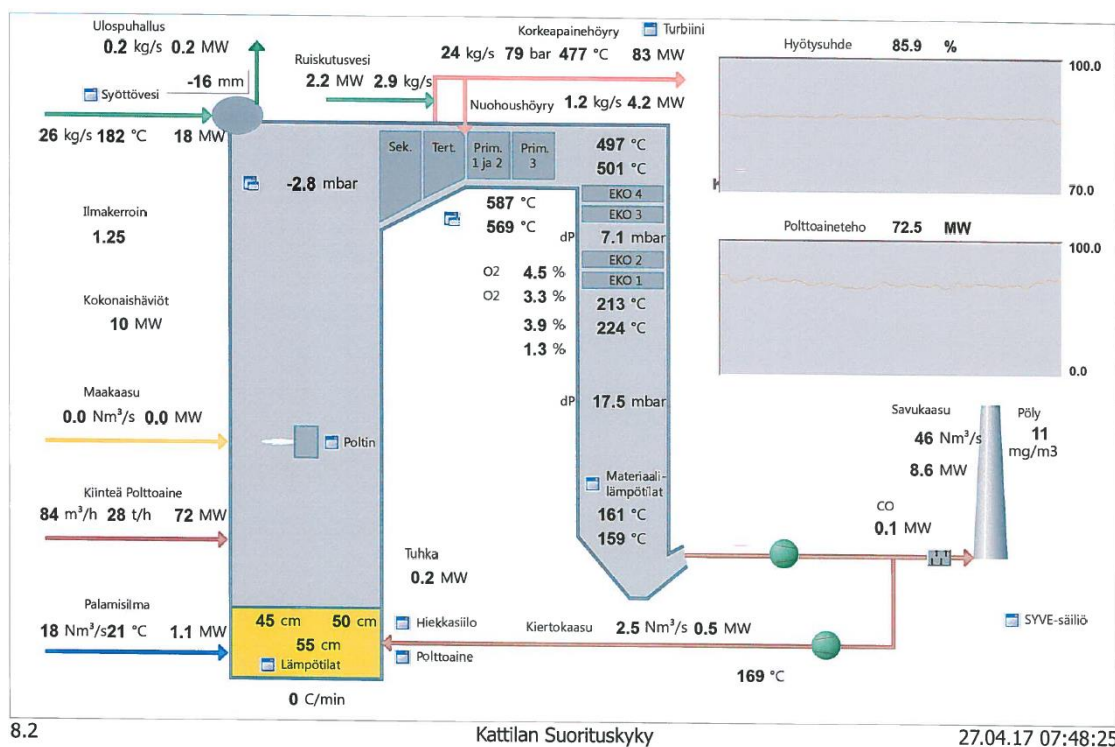 Ulospuhallus
0.2 kg/s 0.2 MW
-16 mm
Syöttövesi
26 kg/s 182 °C 18 MW
Ruiskutusvesi
2.2 MW 2.9 kg/s
Korkeapainehöyry
Turbiini
24 kg/s 79 bar 477 °C 83 MW
Nuohoushöyry 1.2 kg/s 4.2 MW
Hyötysuhde 85.9 %
100.0
70.0
Sek.
Tert.
Prim.
1 ja 2
Prim.
3
497 °C
501 °C
-2.8 mbar
EKO 4
EKO 3
587 °C
569 °C
dP 7.1 mbar
EKO 2
EKO 1
Ilmakerroin
1.25
Polttoaineteho 72.5 MW
100.0
0.0
O2 4.5 %
O2 3.3 %
3.9 %
1.3 %
213 °C
224 °C
Kokonaishäviöt
10 MW
dP 17.5 mbar
Maakaasu
0.0 Nm³/s 0.0 MW
Poltin
Savukaasu
46 Nm³/s
8.6 MW
Pöly
11
mg/m3
Kiinteä Polttoaine
84 m³/h 28 t/h 72 MW
Materiaali-
lämpötilat
161 °C
159 °C
CO
0.1 MW
Tuhka
0.2 MW
Palamisilma
18 Nm³/s 21 °C 1.1 MW
45 cm 50 cm
55 cm
Lämpötilat
Hiekkasiilo
Polttoaine
Kiertokaasu 2.5 Nm³/s 0.5 MW
169 °C
SYVE-säiliö
0 C/min
8.2
Kattilan Suorituskyky
27.04.17 07:48:25